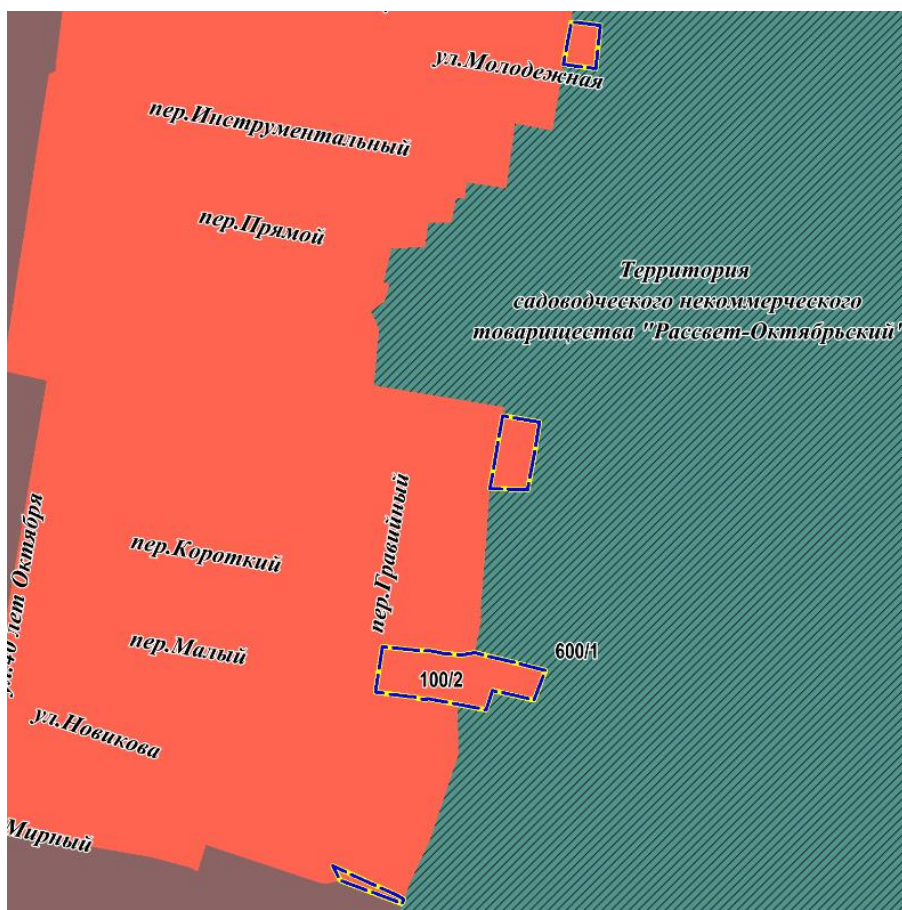 ул.Молодежная
пер.Инструментальный
пер.Прямой
Территория
садоводческого некоммерческого
товарищества "Рассвет-Октябрьский"
пер.Гравийный
40 лет Октября
пер.Короткий
пер.Малый
600/1
100/2
ул.Новикова
Мирный